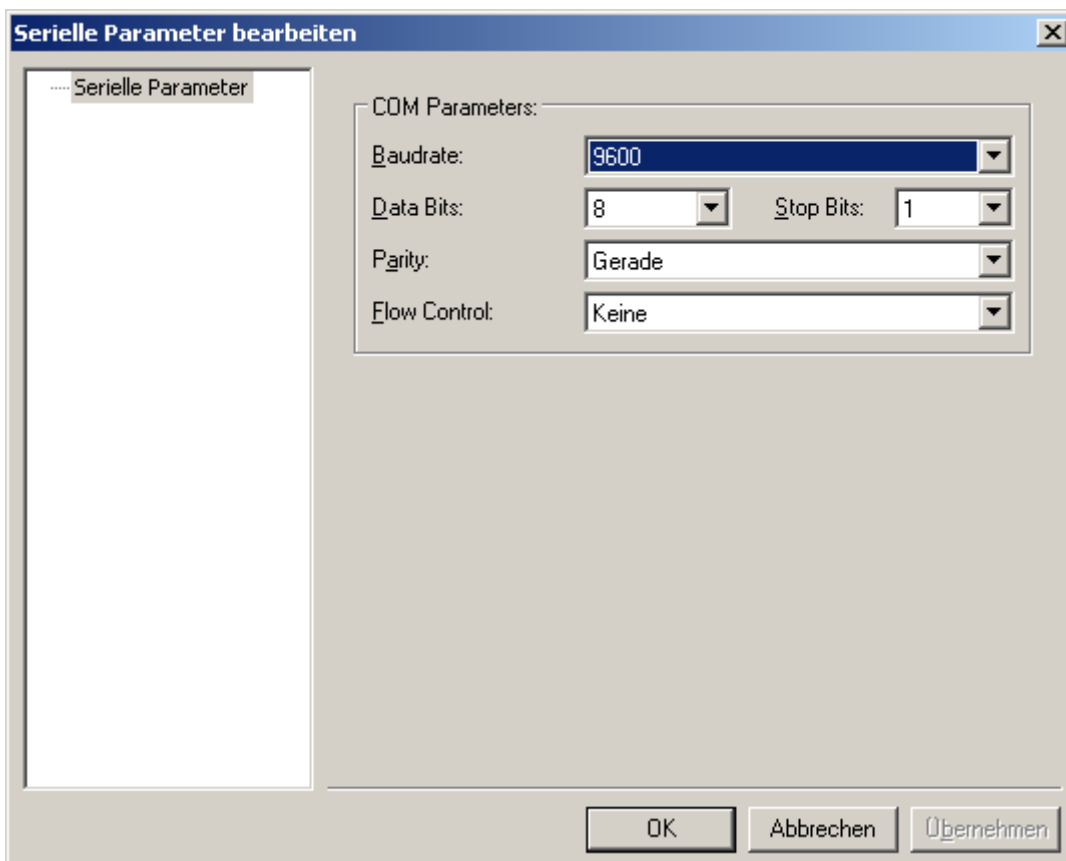 Serielle Parameter bearbeiten
Serielle Parameter
COM Parameters:
Baudrate: 9600
Data Bits: 8 Stop Bits: 1
Parity: Gerade
Flow Control: Keine
OK Abbrechen Übernehmen